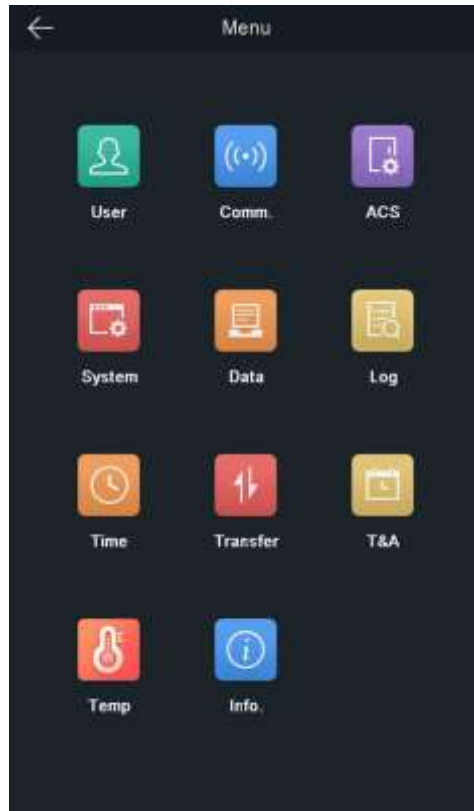 Menu
User Comm. ACS
System Data Log
Time Transfer T&A
Temp Info.